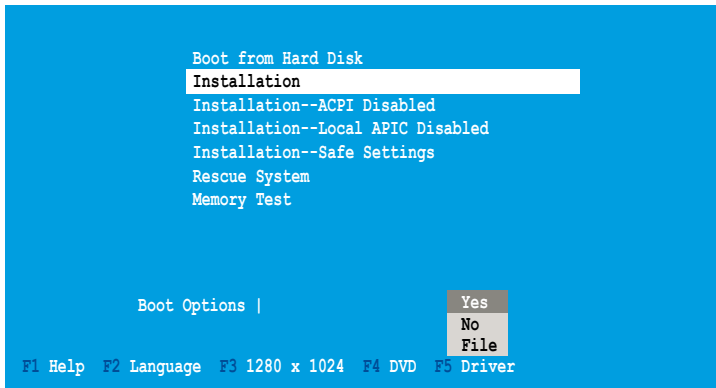 Boot from Hard Disk
Installation
Installation--ACPI Disabled
Installation--Local APIC Disabled
Installation--Safe Settings
Rescue System
Memory Test
Boot Options |
Yes
No
File
F1 Help F2 Language F3 1280 x 1024 F4 DVD F5 Driver